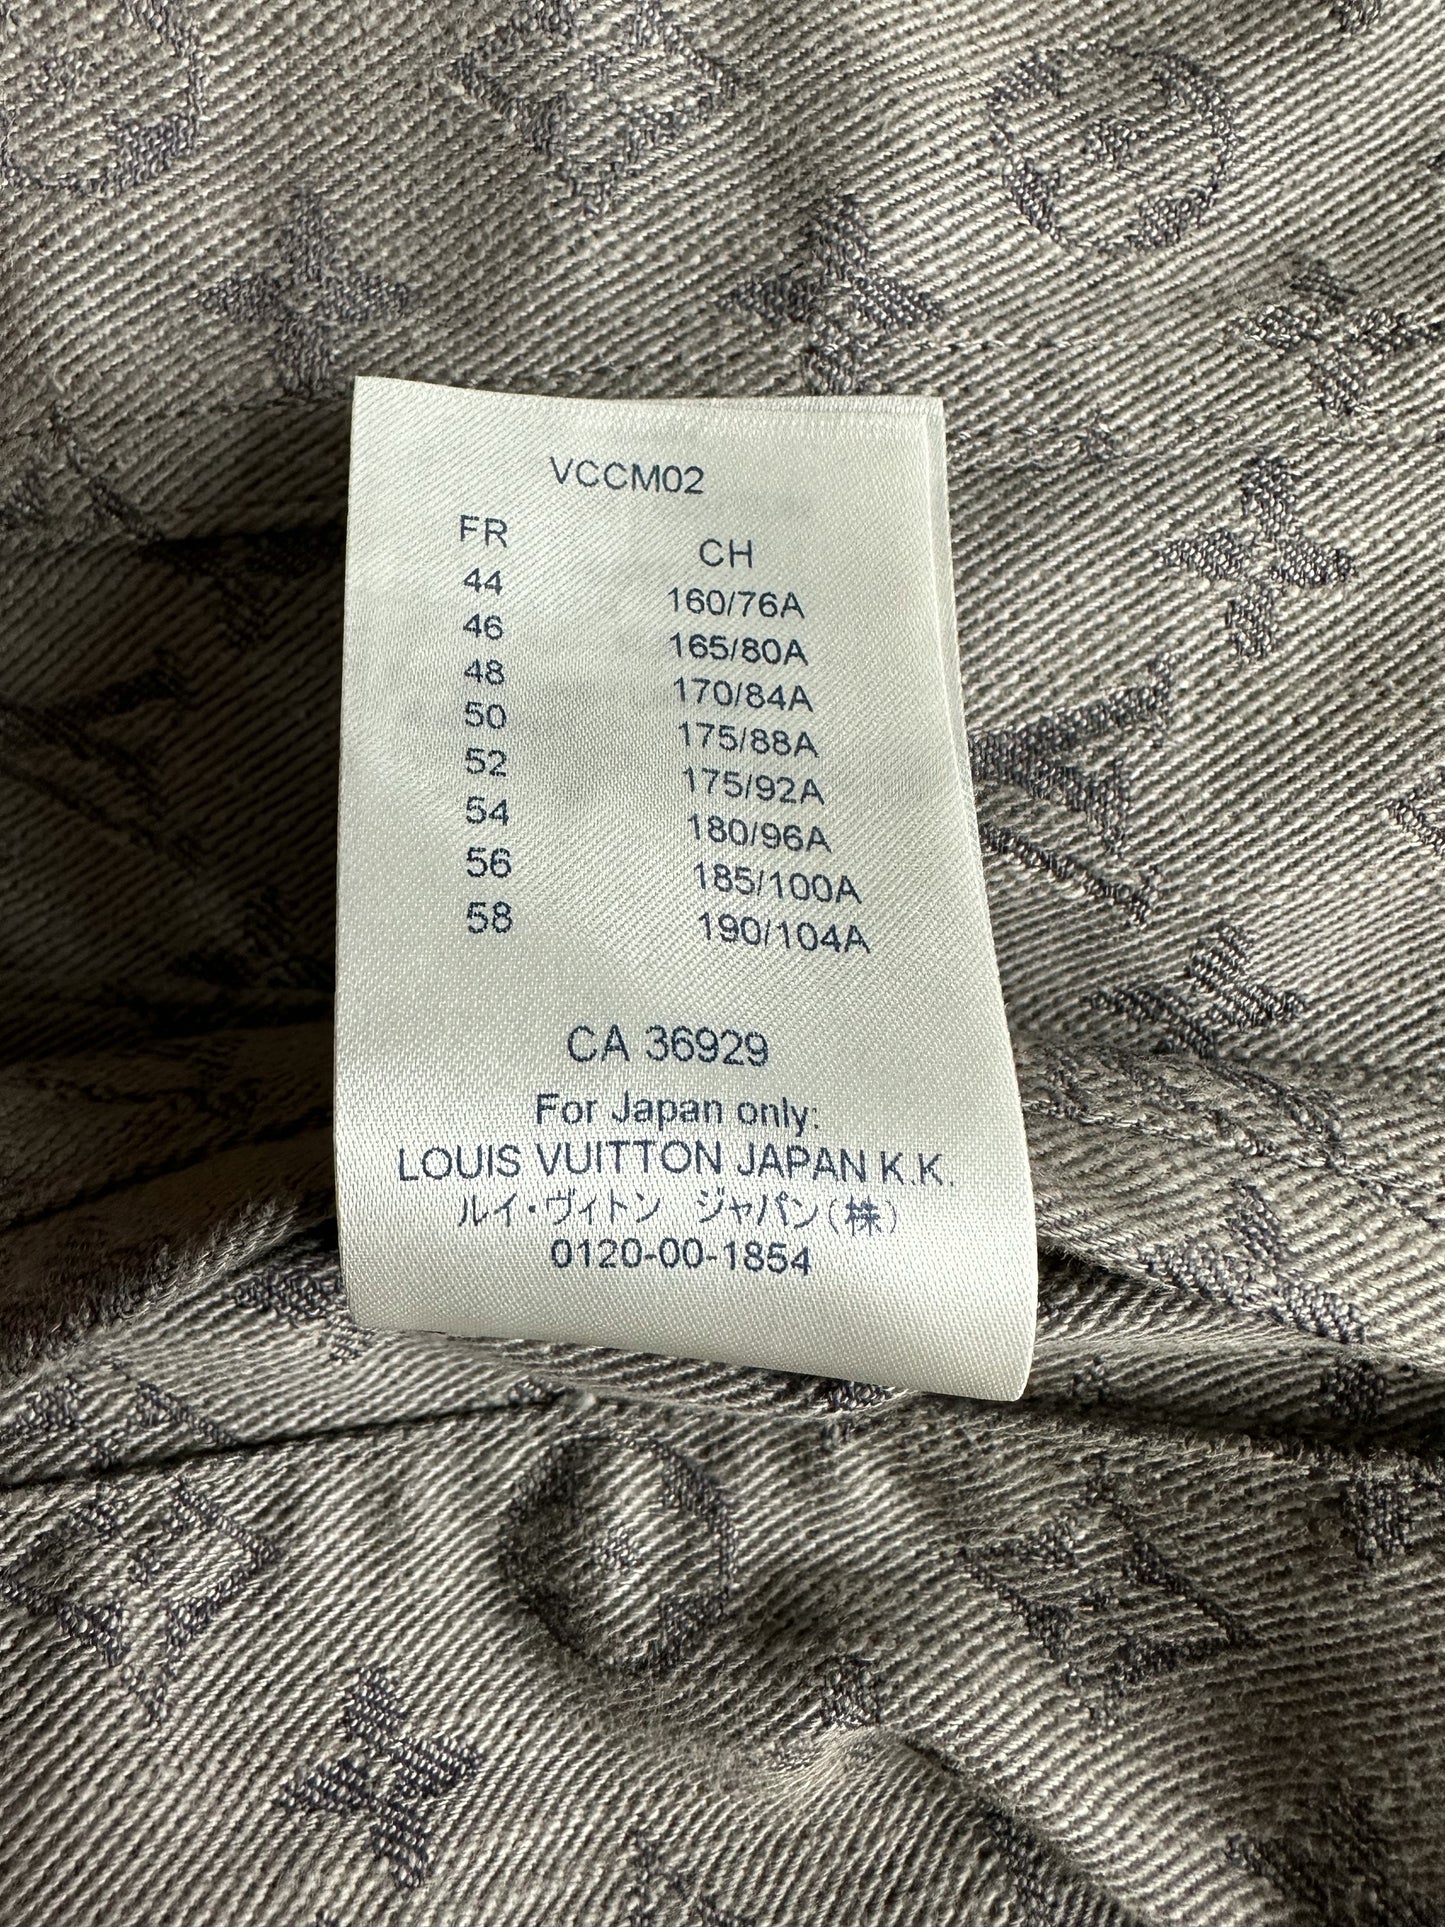 VCCM02
FR CH
44 160/76A
46 165/80A
48 170/84A
50 175/88A
52 175/92A
54 180/96A
56 185/100A
58 190/104A
CA 36929
For Japan only:
LOUIS VUITTON JAPAN K.K.
ルイ・ヴィトン ジャパン(株)
0120-00-1854